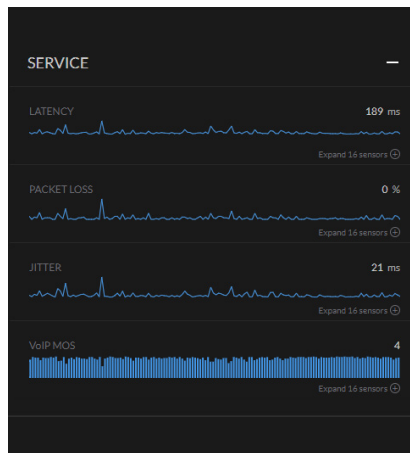 SERVICE
LATENCY 189 ms
Expand 16 sensors
PACKET LOSS 0 %
Expand 16 sensors
JITTER 21 ms
Expand 16 sensors
VoIP MOS 4
Expand 16 sensors